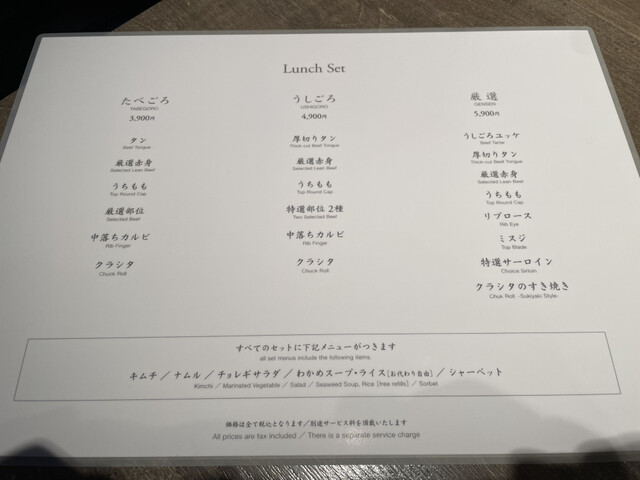 Lunch Set
たべごろ
TABEGORO
3,900円
タン
Beef Tongue
厳選赤身
Selected Lean Beef
うちもも
Top Round Cap
厳選部位
Selected Beef
中落ちカルビ
Rib Finger
クラシタ
Chuck Roll
うしごろ
USHIGORO
4,900円
厚切りタン
Thick-cut Beef Tongue
厳選赤身
Selected Lean Beef
うちもも
Top Round Cap
特選部位2種
Two Selected Beef
中落ちカルビ
Rib Finger
クラシタ
Chuck Roll
厳選
GENSEN
5,900円
うしごろユッケ
Beef Tartar
厚切りタン
Thick-cut Beef Tongue
厳選赤身
Selected Lean Beef
うちもも
Top Round Cap
リブロース
Rib Eye
ミスジ
Top Blade
特選サーロイン
Choice Sirloin
クラシタのすき焼き
Chuk Roll -Sukiyaki Style-
すべてのセットに下記メニューがつきます
all set menus include the following items.
キムチ / ナムル / チョレギサラダ / わかめスープ・ライス[お代わり自由] / シャーベット
Kimchi / Marinated Vegetable / Salad / Seaweed Soup, Rice [free refills] / Sorbet
価格は全て税込となります / 別途サービス料を頂戴いたします
All prices are tax included / There is a separate service charge